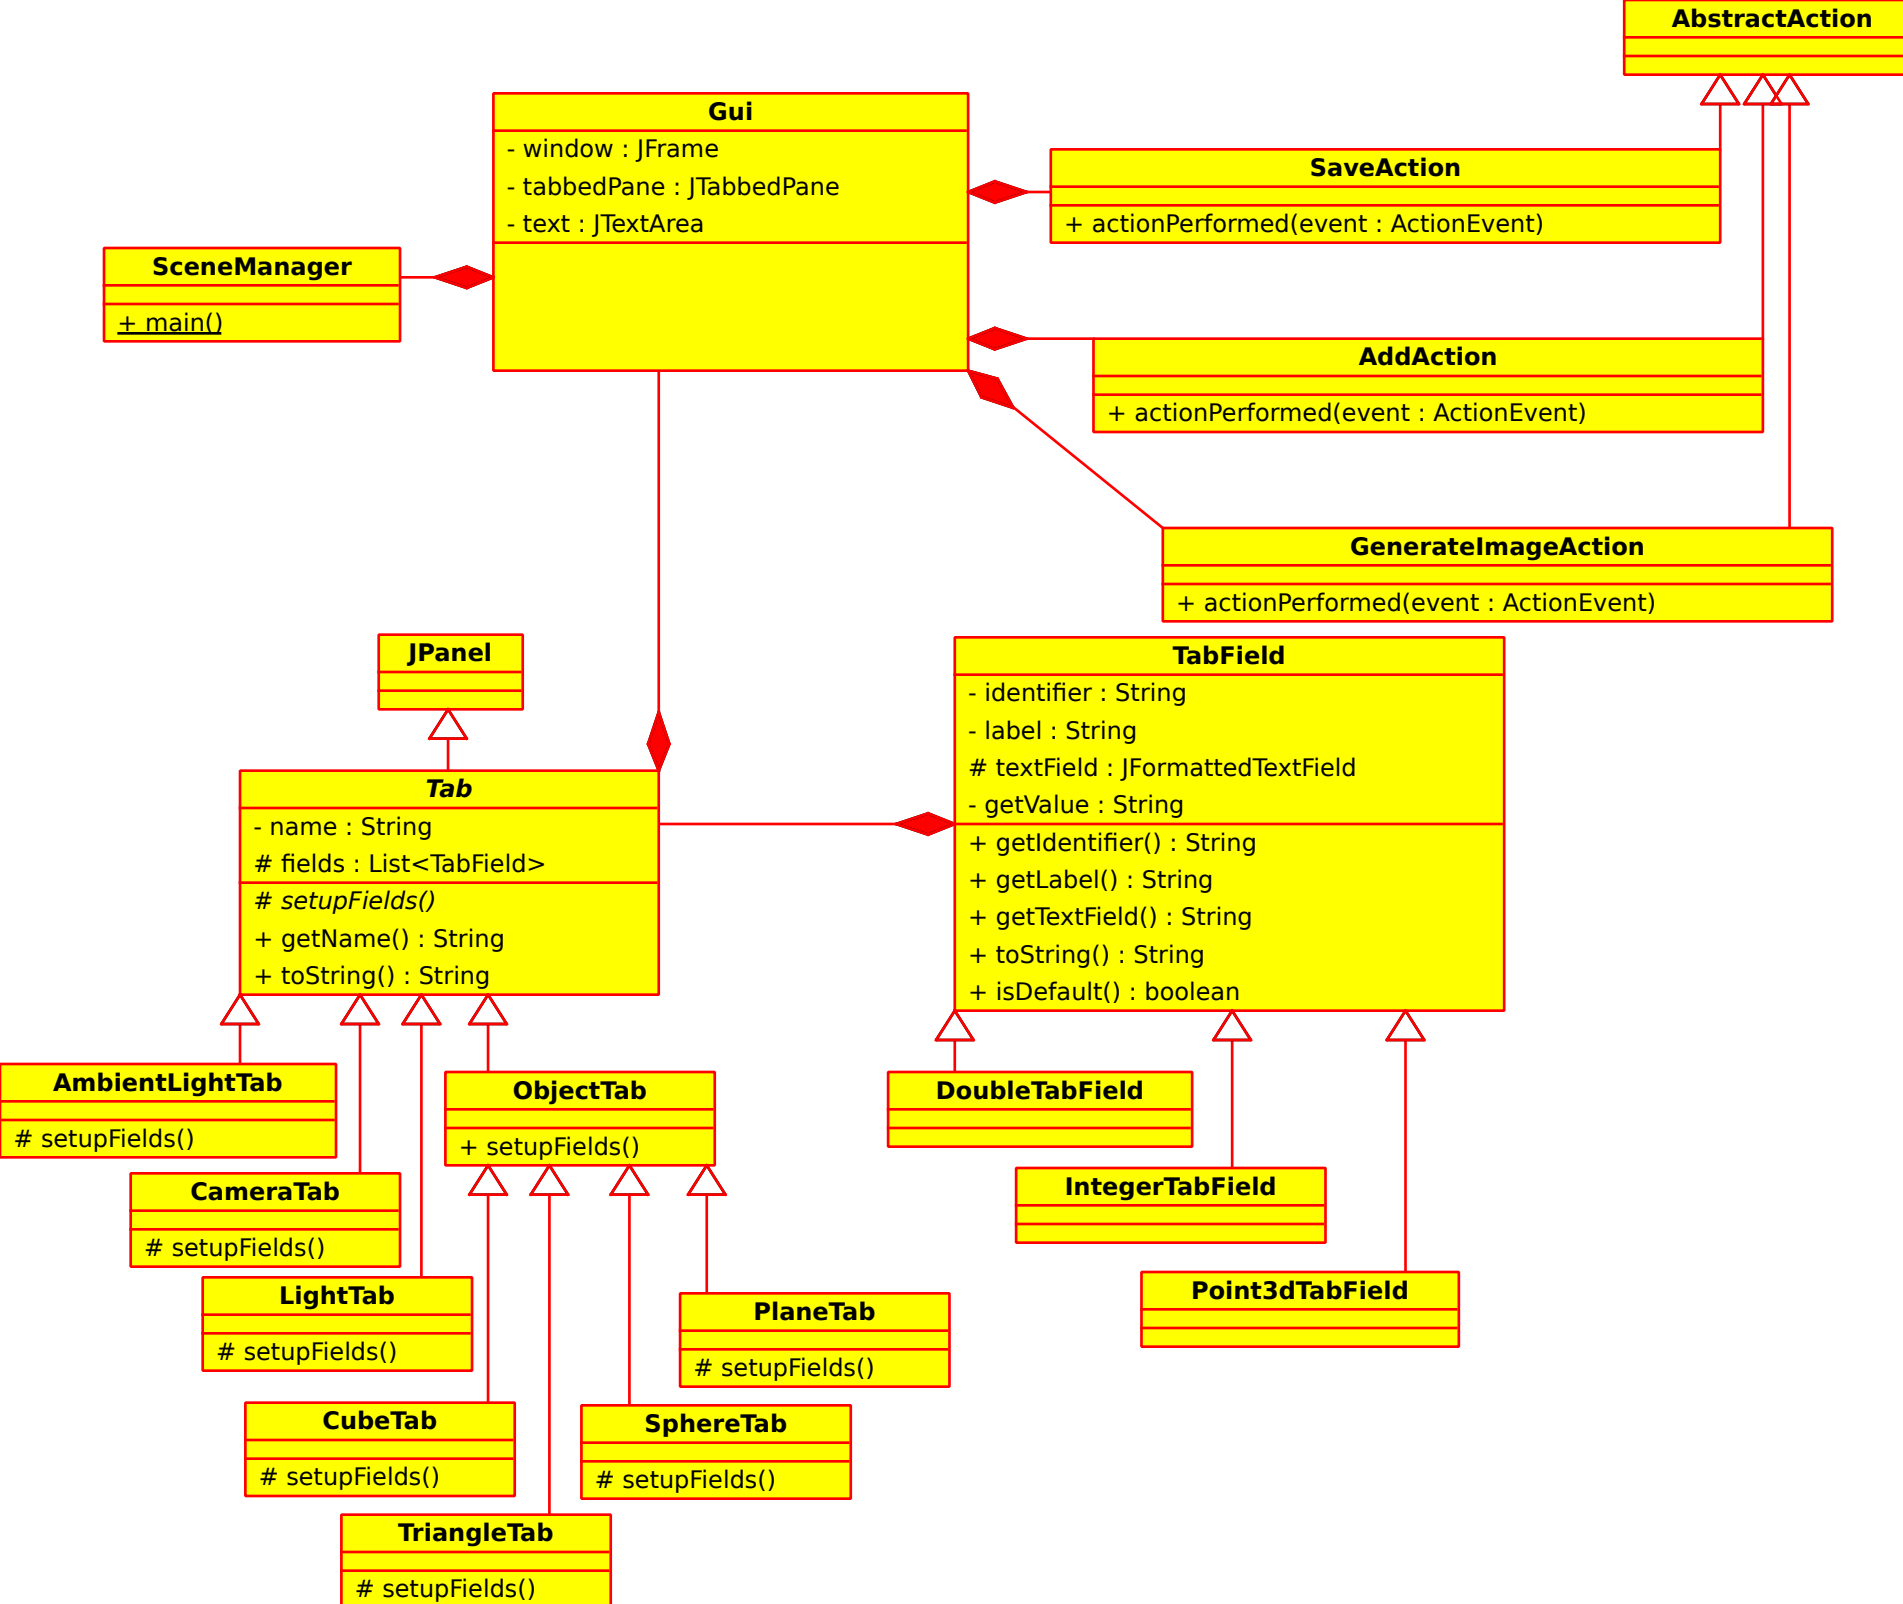 AbstractAction
Gui
- window : JFrame
- tabbedPane : JTabbedPane
- text : JTextArea
SaveAction
+ actionPerformed(event : ActionEvent)
SceneManager
+ main()
AddAction
+ actionPerformed(event : ActionEvent)
GenerateImageAction
+ actionPerformed(event : ActionEvent)
JPanel
TabField
- identifier : String
- label : String
# textField : JFormattedTextField
- getValue : String
+ getIdentifier() : String
+ getLabel() : String
+ getTextField() : String
+ toString() : String
+ isDefault() : boolean
Tab
- name : String
# fields : List<TabField>
# setupFields()
+ getName() : String
+ toString() : String
AmbientLightTab
# setupFields()
ObjectTab
+ setupFields()
DoubleTabField
CameraTab
# setupFields()
IntegerTabField
LightTab
# setupFields()
Point3dTabField
PlaneTab
# setupFields()
CubeTab
# setupFields()
SphereTab
# setupFields()
TriangleTab
# setupFields()